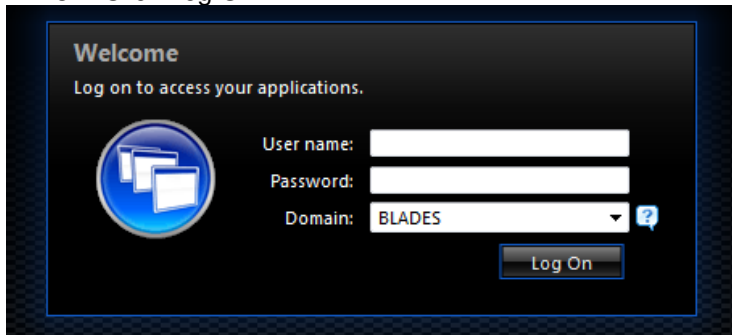 Welcome
Log on to access your applications.
User name:
Password:
Domain: BLADES
Log On